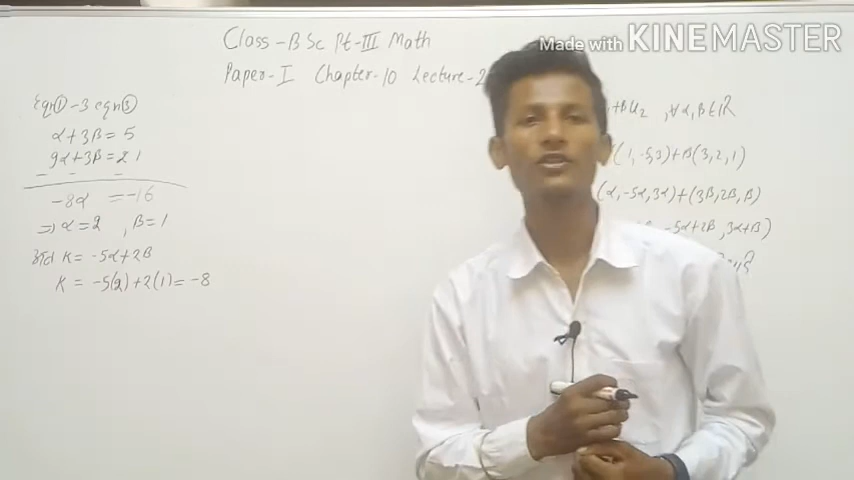 Made with KINEMASTER
Class - BSc Pt-III Math
Paper - I Chapter-10 Lecture - 2
Eqn① - 3 eqn③
α+3β = 5
9α+3β = 21
- - -
-8α = -16
⇒ α = 2 , β = 1
अतः K = -5α+2β
K = -5(2)+2(1) = -8
+βu₂ , ∀ α, β ∈ ℝ
(1,-5,3)+β(3,2,1)
(α,-5α,3α)+(3β,2β,β)
-5α+2β, 3α+β)